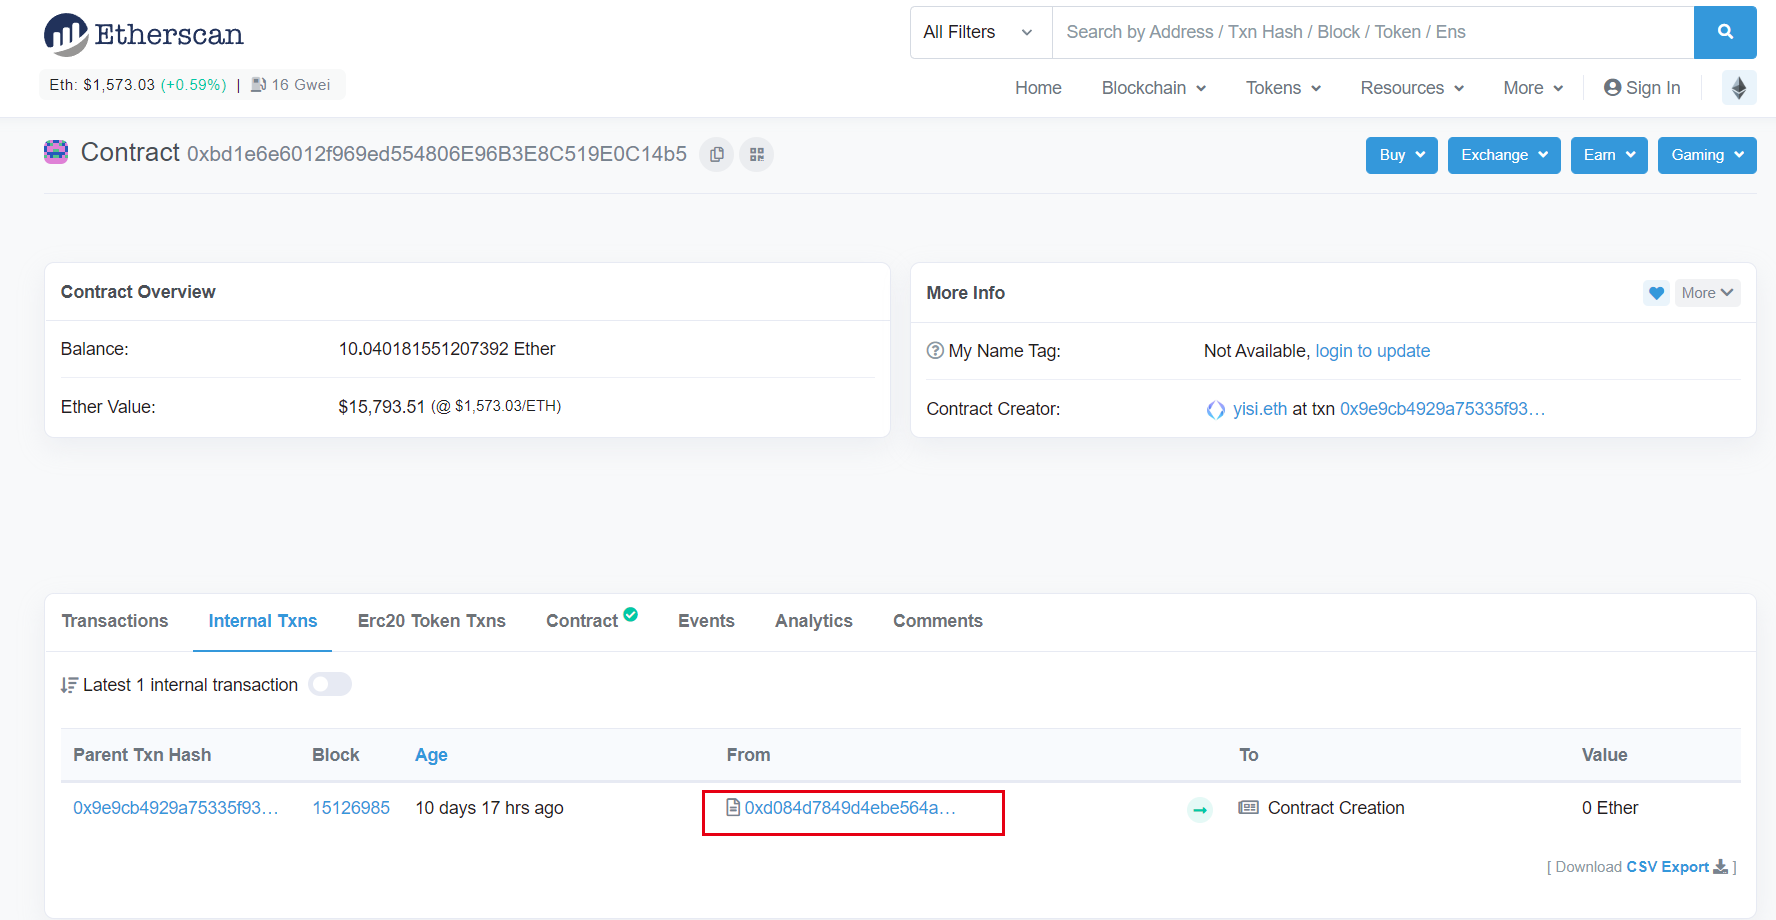 Etherscan
All Filters
Search by Address / Txn Hash / Block / Token / Ens
Eth: $1,573.03 (+0.59%) | 16 Gwei
Home Blockchain Tokens Resources More Sign In
Contract 0xbd1e6e6012f969ed554806E96B3E8C519E0C14b5
Buy Exchange Earn Gaming
Contract Overview
Balance: 10.040181551207392 Ether
Ether Value: $15,793.51 (@ $1,573.03/ETH)
More Info More
My Name Tag: Not Available, login to update
Contract Creator: yisi.eth at txn 0x9e9cb4929a75335f93…
Transactions Internal Txns Erc20 Token Txns Contract Events Analytics Comments
Latest 1 internal transaction
Parent Txn Hash Block Age From To Value
0x9e9cb4929a75335f93… 15126985 10 days 17 hrs ago 0xd084d7849d4ebe564a… Contract Creation 0 Ether
[ Download CSV Export ]